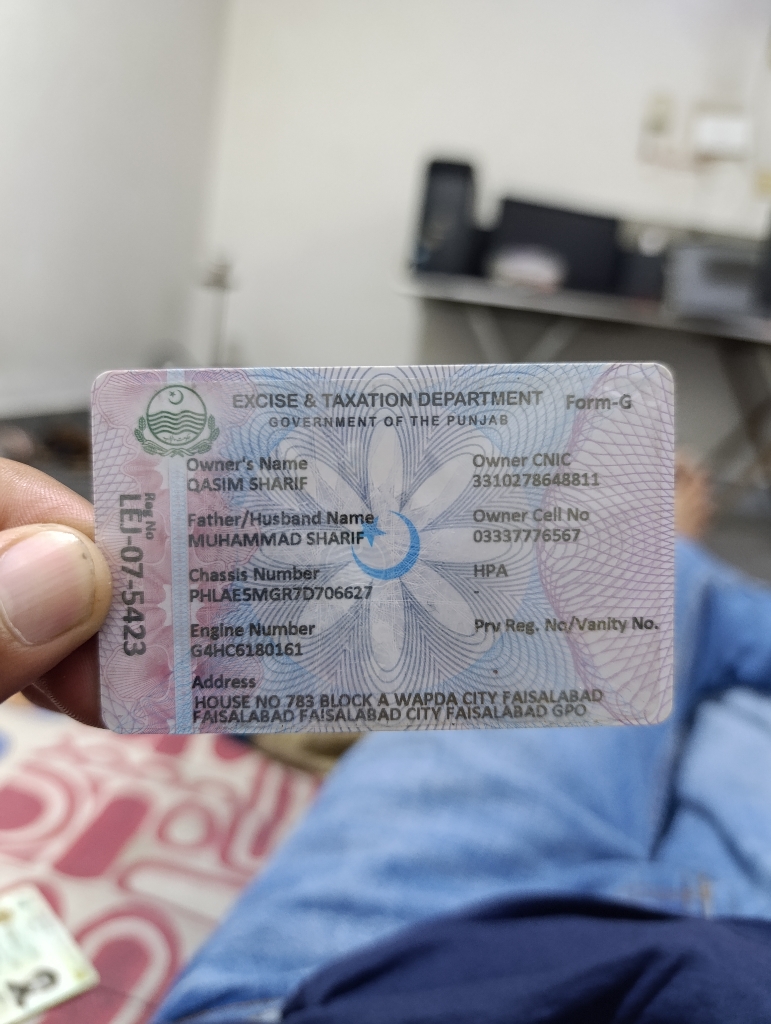 EXCISE & TAXATION DEPARTMENT Form-G
GOVERNMENT OF THE PUNJAB
Reg No
LEJ-07-5423
Owner's Name
QASIM SHARIF
Owner CNIC
3310278648811
Father/Husband Name
MUHAMMAD SHARIF
Owner Cell No
03337776567
Chassis Number
PHLAE5MGR7D706627
HPA
-
Engine Number
G4HC6180161
Prv Reg. No/Vanity No.
Address
HOUSE NO 783 BLOCK A WAPDA CITY FAISALABAD
FAISALABAD FAISALABAD CITY FAISALABAD GPO